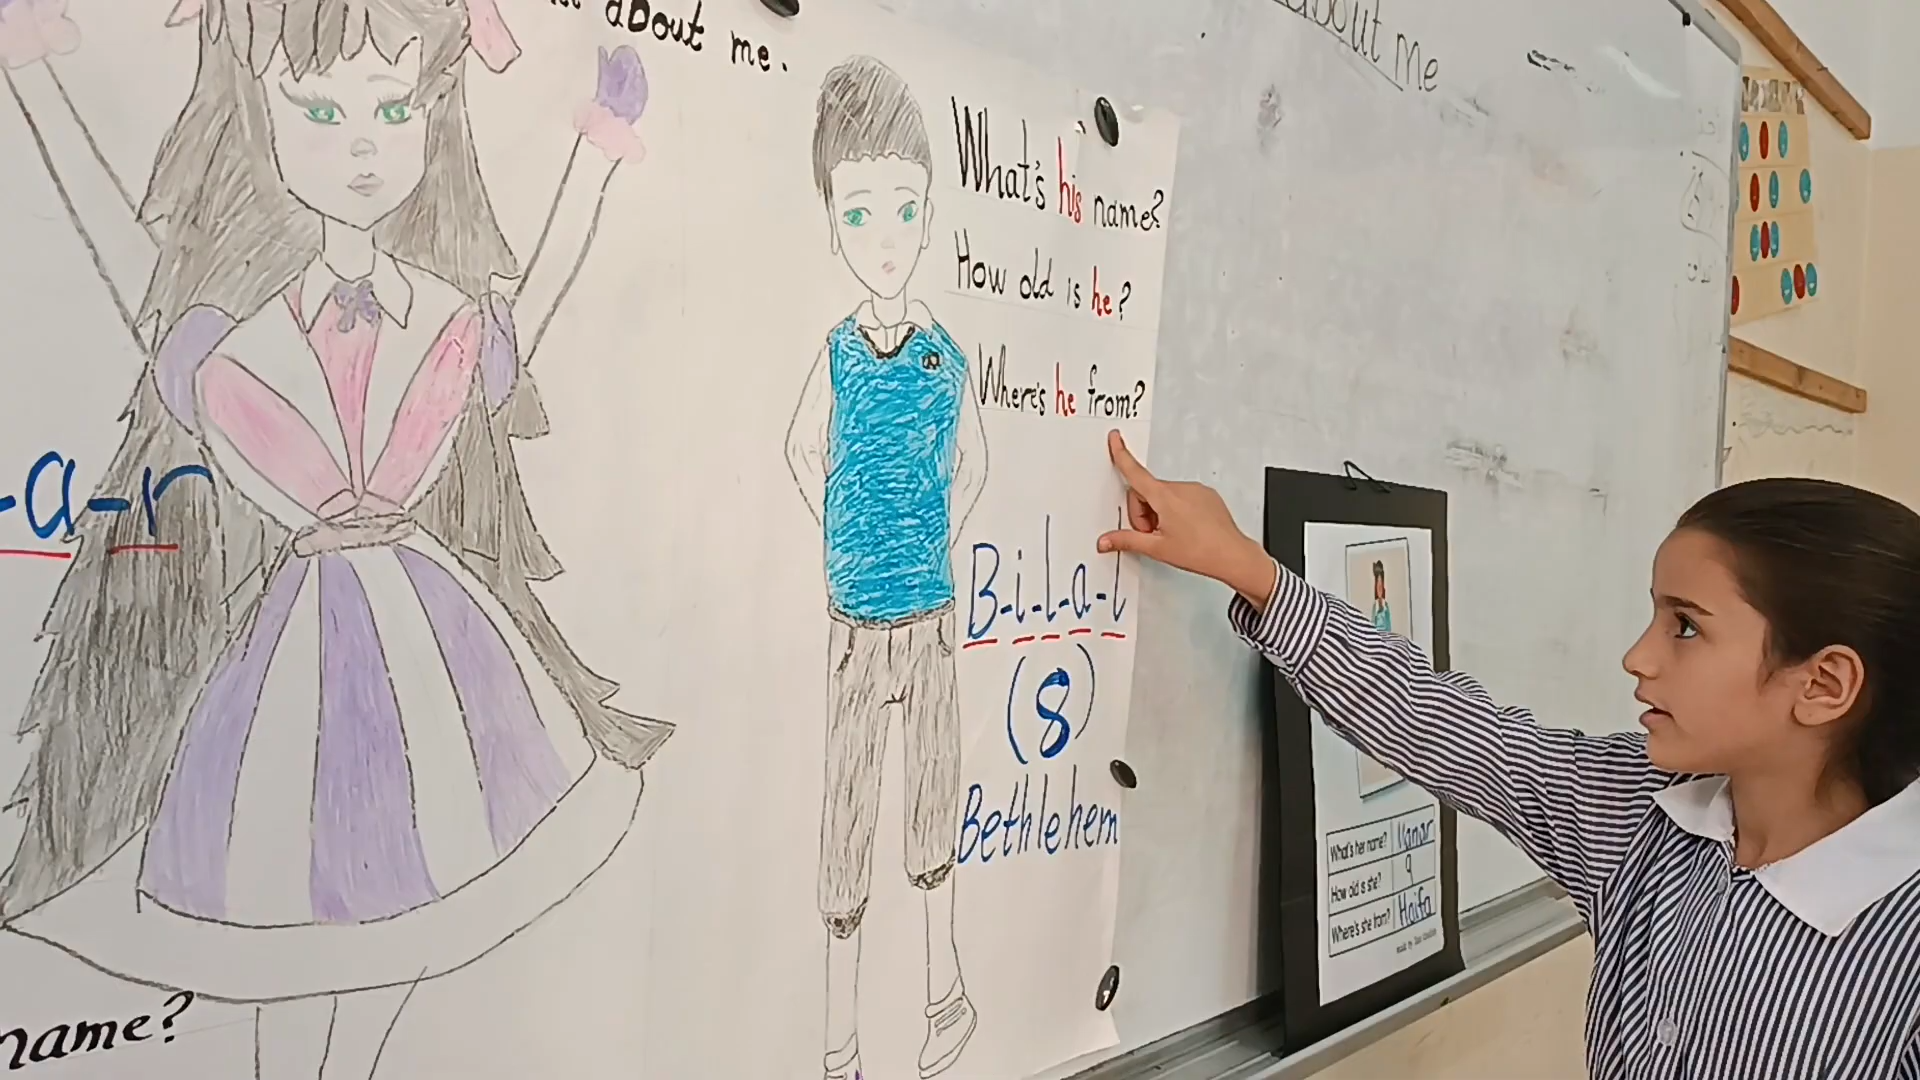 about me.
about me
What's his name?
How old is he?
Where's he from?
-a-r
B-i-l-a-l
(8)
Bethlehem
name?
What's her name? Qamar
How old is she? 9
Where's she from? Haifa